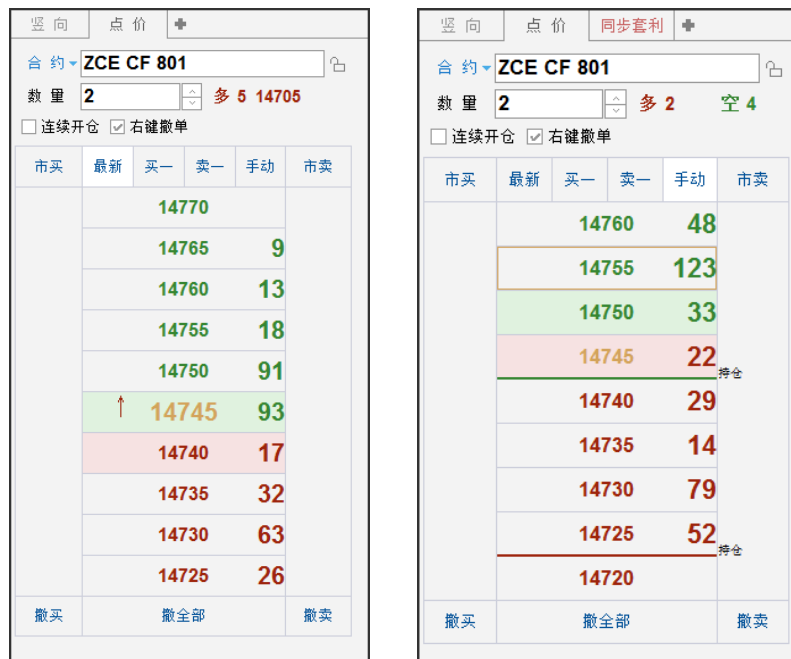 竖 向 点 价
合 约 ZCE CF 801
数 量 2 多 5 14705
连续开仓 右键撤单
市买 最新 买一 卖一 手动 市卖
14770
14765 9
14760 13
14755 18
14750 91
14745 93
14740 17
14735 32
14730 63
14725 26
撤买 撤全部 撤卖
竖 向 点 价 同步套利
合 约 ZCE CF 801
数 量 2 多 2 空 4
连续开仓 右键撤单
市买 最新 买一 卖一 手动 市卖
14760 48
14755 123
14750 33
14745 22
持仓
14740 29
14735 14
14730 79
14725 52
持仓
14720
撤买 撤全部 撤卖